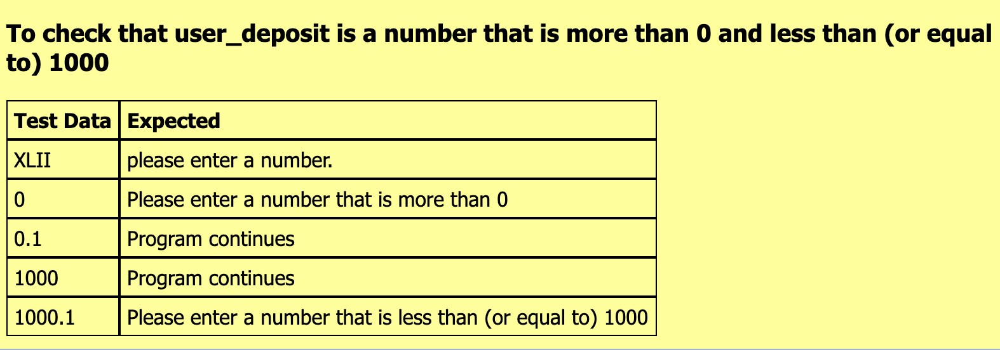 To check that user_deposit is a number that is more than 0 and less than (or equal
to) 1000
Test Data Expected
XLII please enter a number.
0 Please enter a number that is more than 0
0.1 Program continues
1000 Program continues
1000.1 Please enter a number that is less than (or equal to) 1000